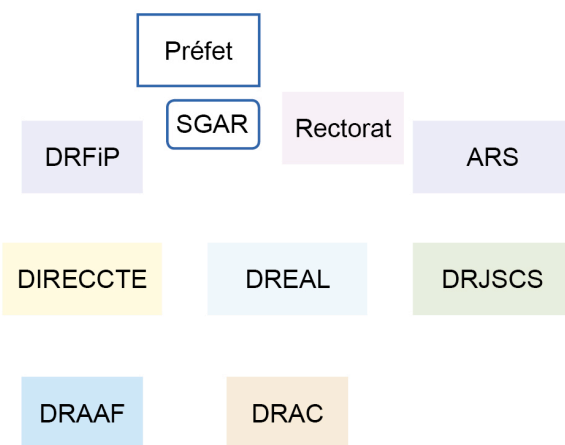 Préfet
SGAR
Rectorat
DRFiP
ARS
DIRECCTE
DREAL
DRJSCS
DRAAF
DRAC